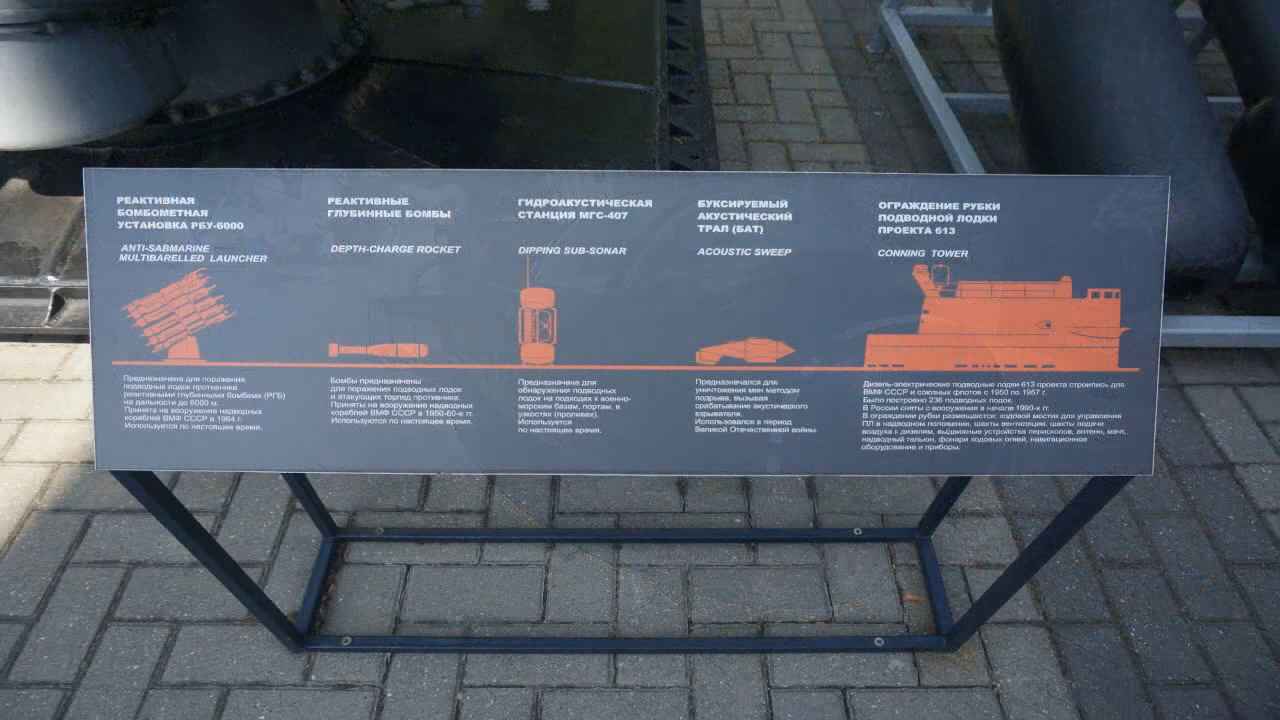 РЕАКТИВНАЯ
БОМБОМЕТНАЯ
УСТАНОВКА РБУ-6000
ANTI-SABMARINE
MULTIBARELLED LAUNCHER
Предназначена для поражения
подводных лодок противника
реактивными глубинными бомбами (РГБ)
на дальности до 6000 м.
Принята на вооружение надводных
кораблей ВМФ СССР в 1964 г.
Используются по настоящее время.
РЕАКТИВНЫЕ
ГЛУБИННЫЕ БОМБЫ
DEPTH-CHARGE ROCKET
Бомбы предназначены
для поражения подводных лодок
и атакующих торпед противника.
Приняты на вооружение надводных
кораблей ВМФ СССР в 1950-60-е гг.
Используются по настоящее время.
ГИДРОАКУСТИЧЕСКАЯ
СТАНЦИЯ МГС-407
DIPPING SUB-SONAR
Предназначена для
обнаружения подводных
лодок на подходах к военно-
морским базам, портам, в
узкостях (проливах).
Используется
по настоящее время.
БУКСИРУЕМЫЙ
АКУСТИЧЕСКИЙ
ТРАЛ (БАТ)
ACOUSTIC SWEEP
Предназначался для
уничтожения мин методом
подрыва, вызывая
срабатывание акустического
взрывателя.
Использовался в период
Великой Отечественной войны.
ОГРАЖДЕНИЕ РУБКИ
ПОДВОДНОЙ ЛОДКИ
ПРОЕКТА 613
CONNING TOWER
Дизель-электрические подводные лодки 613 проекта строились для
ВМФ СССР и союзных флотов с 1950 по 1957 г.
Было построено 236 подводных лодок.
В России сняты с вооружения в начале 1990-х гг.
В ограждении рубки размещаются: ходовой мостик для управления
ПЛ в надводном положении, шахты вентиляции, шахты подачи
воздуха к дизелям, выдвижные устройства перископов, антенн, мачт,
надводный гальюн, фонари ходовых огней, навигационное
оборудование и приборы.